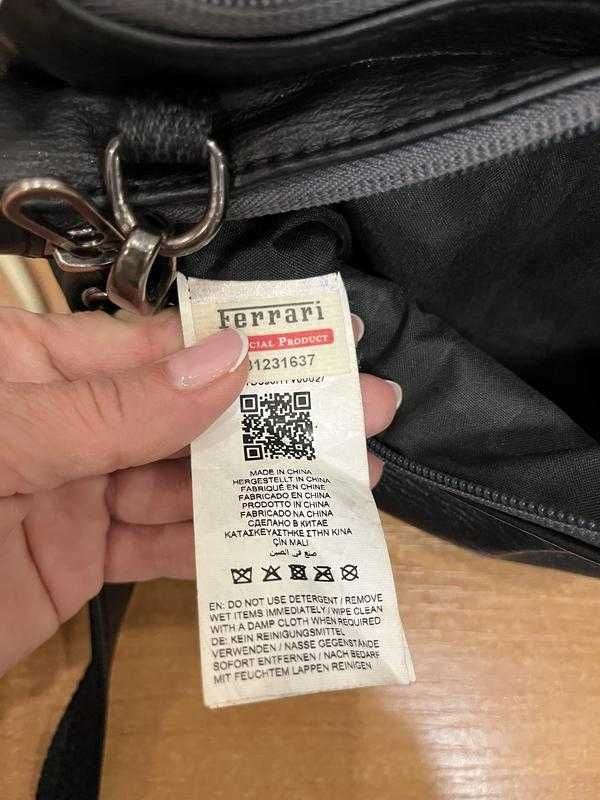 Ferrari
CIAL PRODUCT
31231637
MADE IN CHINA
HERGESTELLT IN CHINA
FABRIQUÉ EN CHINE
FABRICADO EN CHINA
PRODUCTO IN CHINA
FABRICADO NA CHINA
СДЕЛАНО В КИТАЕ
ΚΑΤΑΣΚΕΥΑΣΤΗΚΕ ΣΤΗΝ ΚΙΝΑ
ÇİN MALI
صنع في الصين
EN: DO NOT USE DETERGENT / REMOVE
WET ITEMS IMMEDIATELY / WIPE CLEAN
WITH A DAMP CLOTH WHEN REQUIRED
DE: KEIN REINIGUNGSMITTEL
VERWENDEN / NASSE GEGENSTÄNDE
SOFORT ENTFERNEN / NACH BEDARF
MIT FEUCHTEM LAPPEN REINIGEN